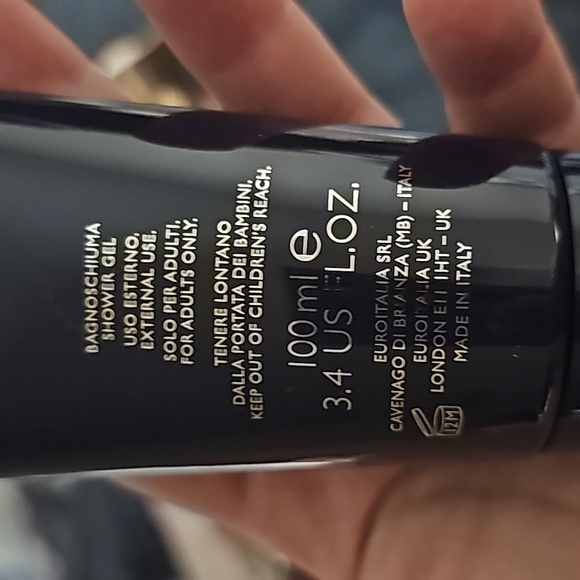 BAGNOSCHIUMA
SHOWER GEL
USO ESTERNO.
EXTERNAL USE.
SOLO PER ADULTI.
FOR ADULTS ONLY.
TENERE LONTANO
DALLA PORTATA DEI BAMBINI.
KEEP OUT OF CHILDREN'S REACH.
100 ml e
3.4 US FL.OZ.
EUROITALIA SRL
CAVENAGO DI BRIANZA (MB) – ITALY
EUROITALIA UK
LONDON 1HT – UK
MADE IN ITALY
12M